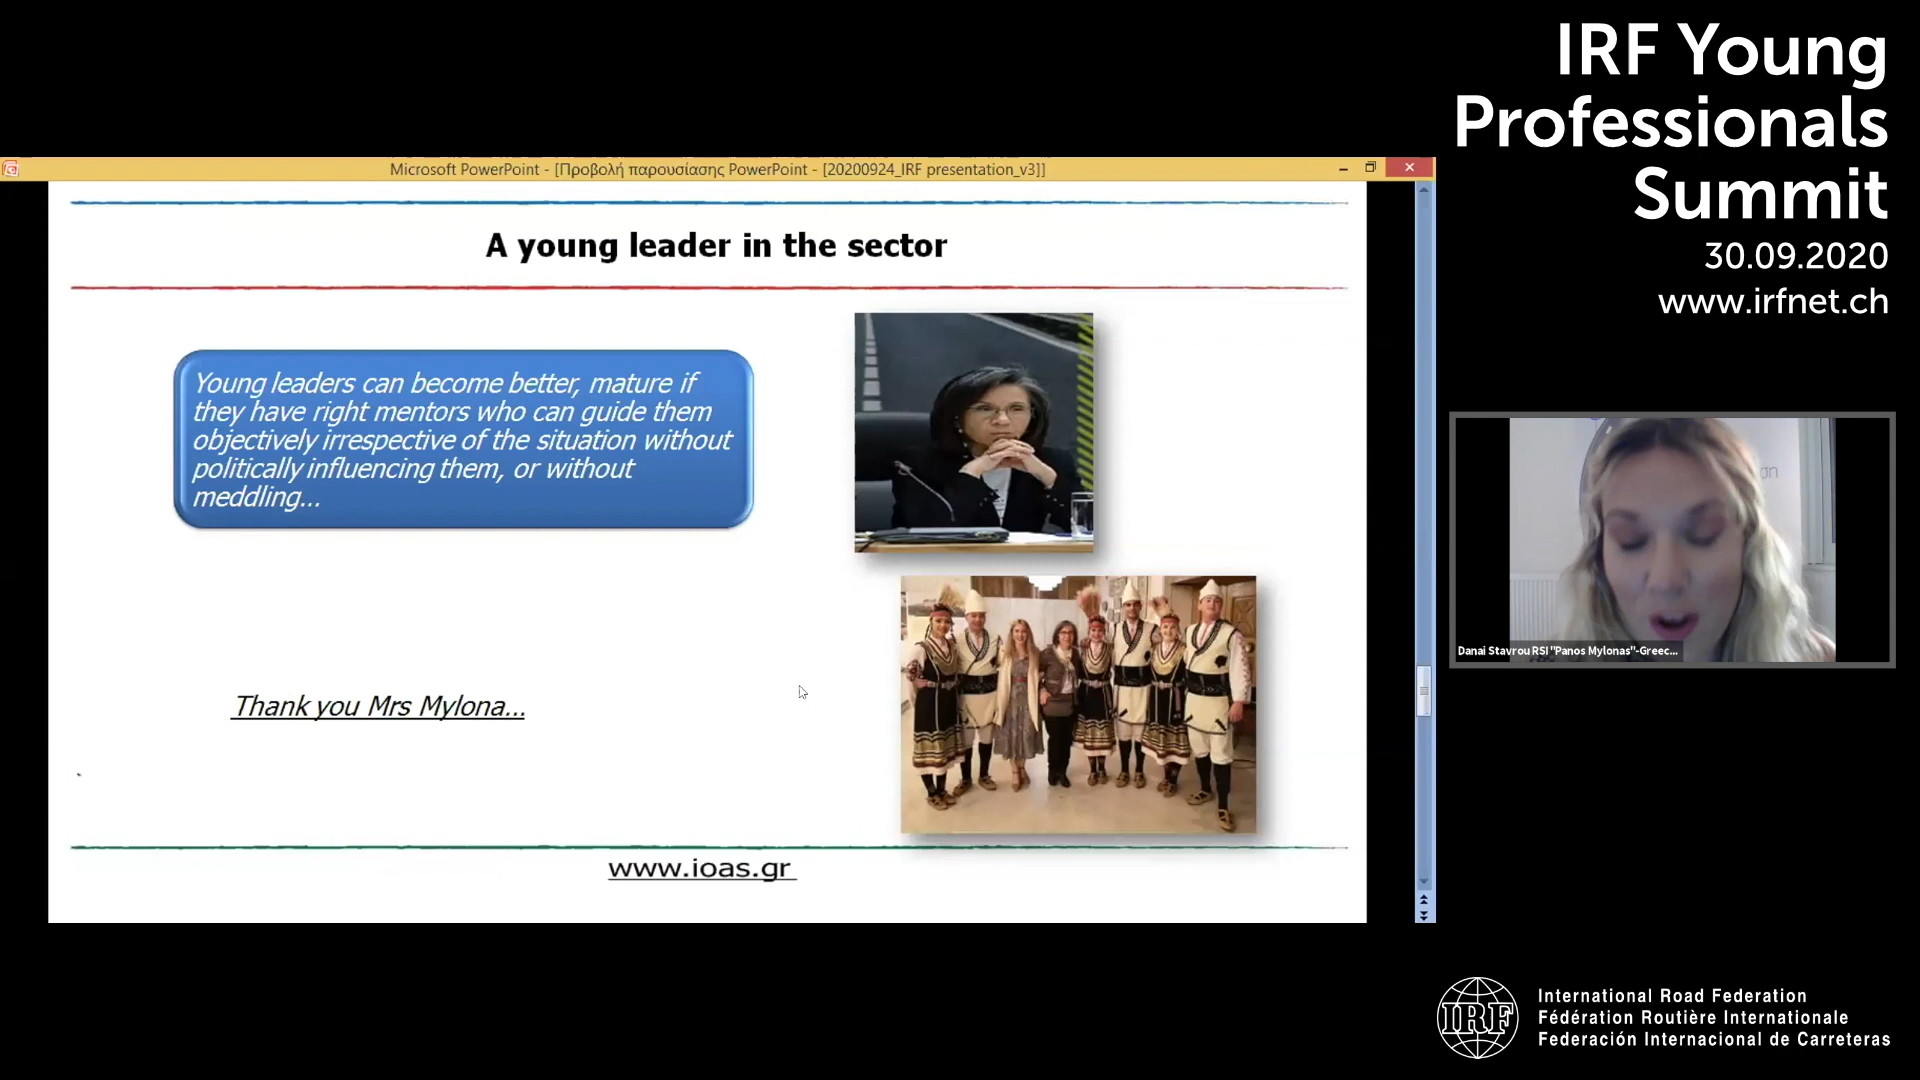 IRF Young
Professionals
Summit
30.09.2020
www.irfnet.ch
Microsoft PowerPoint - [Προβολή παρουσίασης PowerPoint - [20200924_IRF presentation_v3]]
A young leader in the sector
Young leaders can become better, mature if
they have right mentors who can guide them
objectively irrespective of the situation without
politically influencing them, or without
meddling...
Thank you Mrs Mylona...
www.ioas.gr
Danai Stavrou RSI "Panos Mylonas"-Greec...
IRF
International Road Federation
Fédération Routière Internationale
Federación Internacional de Carreteras